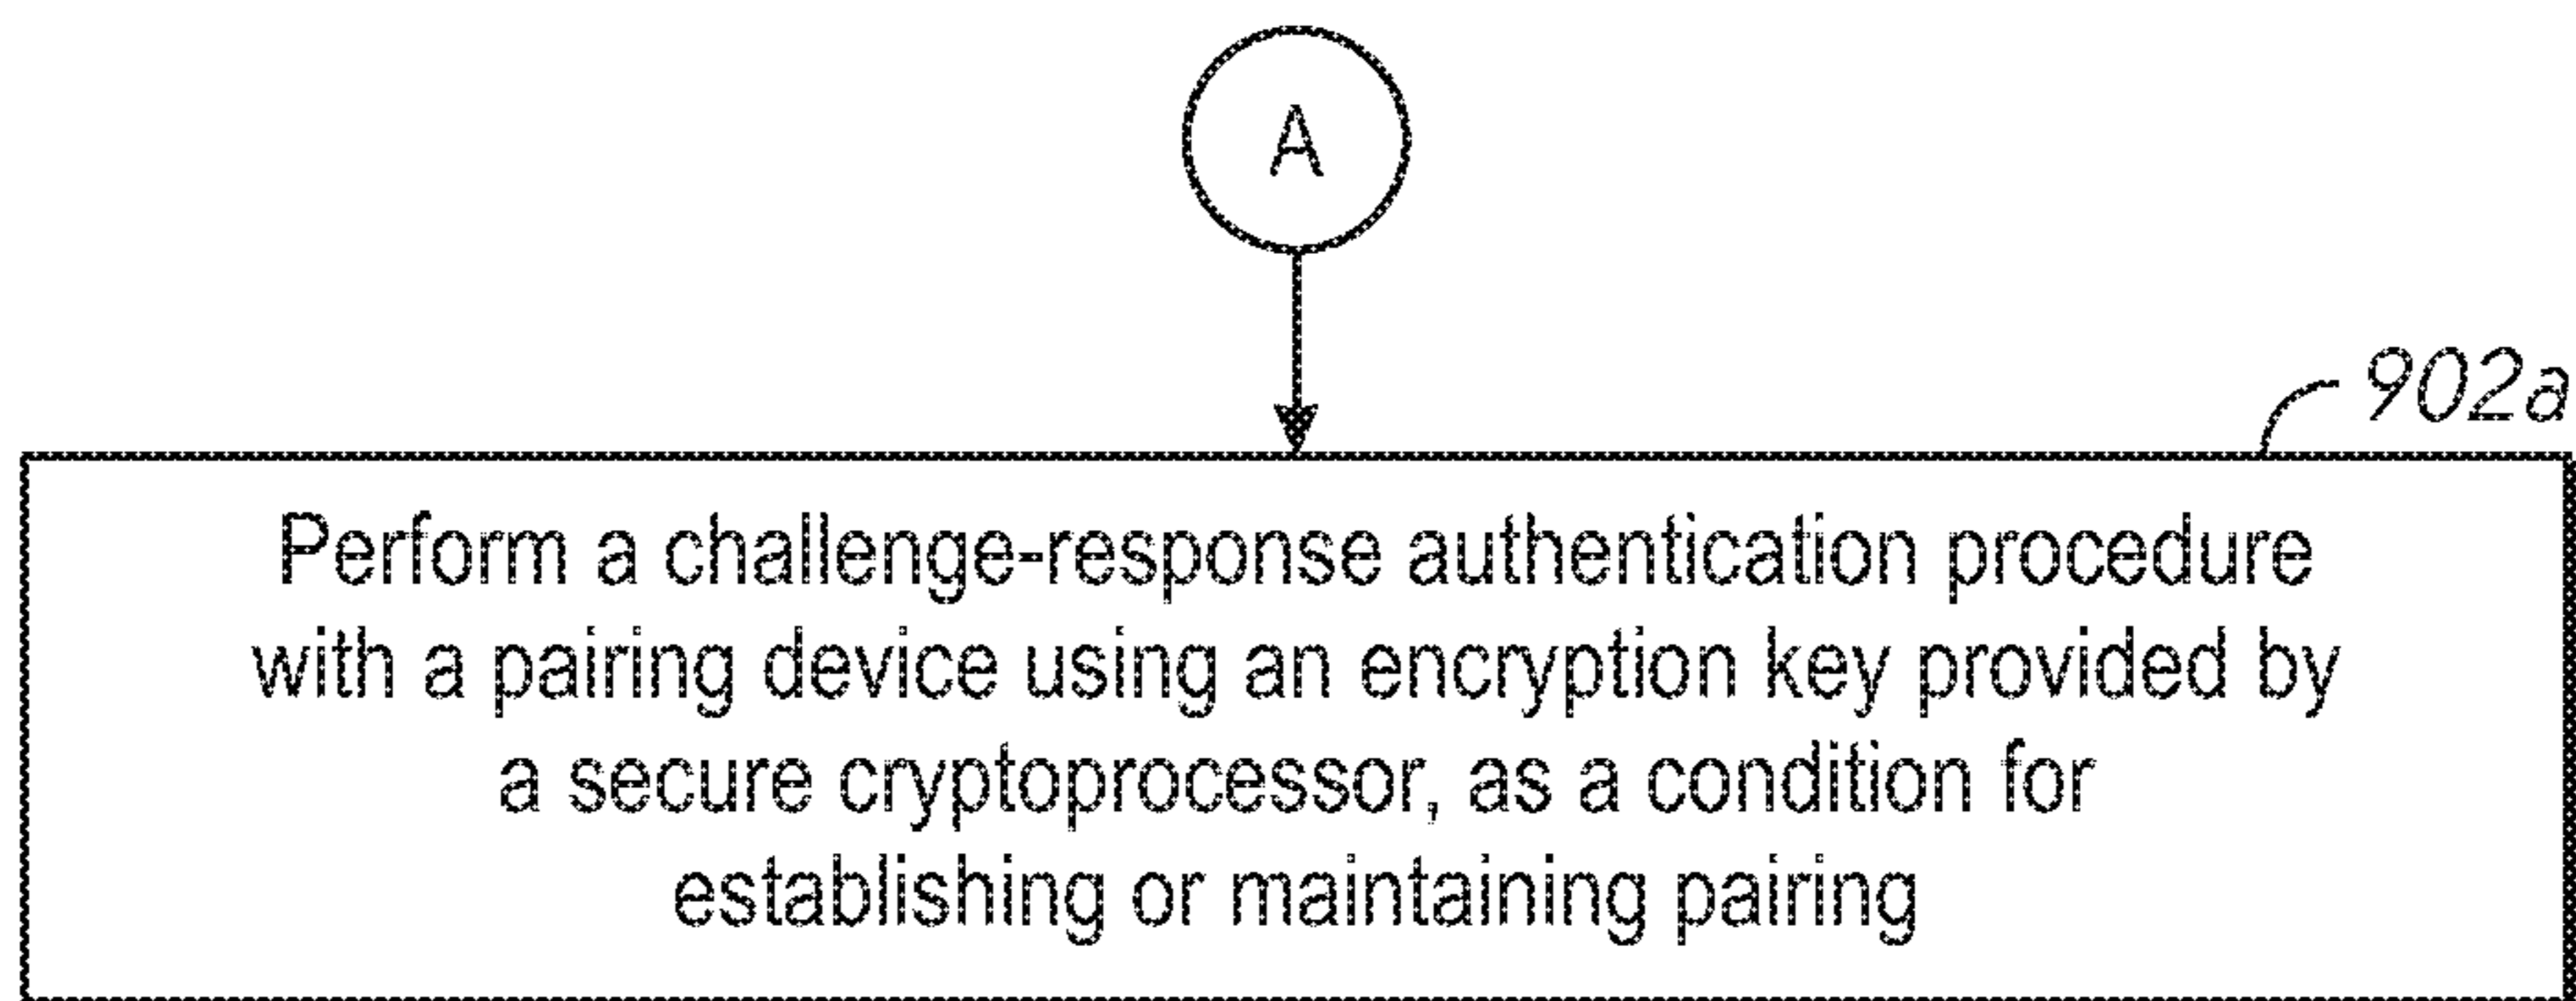 A
902a
Perform a challenge-response authentication procedure
with a pairing device using an encryption key provided by
a secure cryptoprocessor, as a condition for
establishing or maintaining pairing